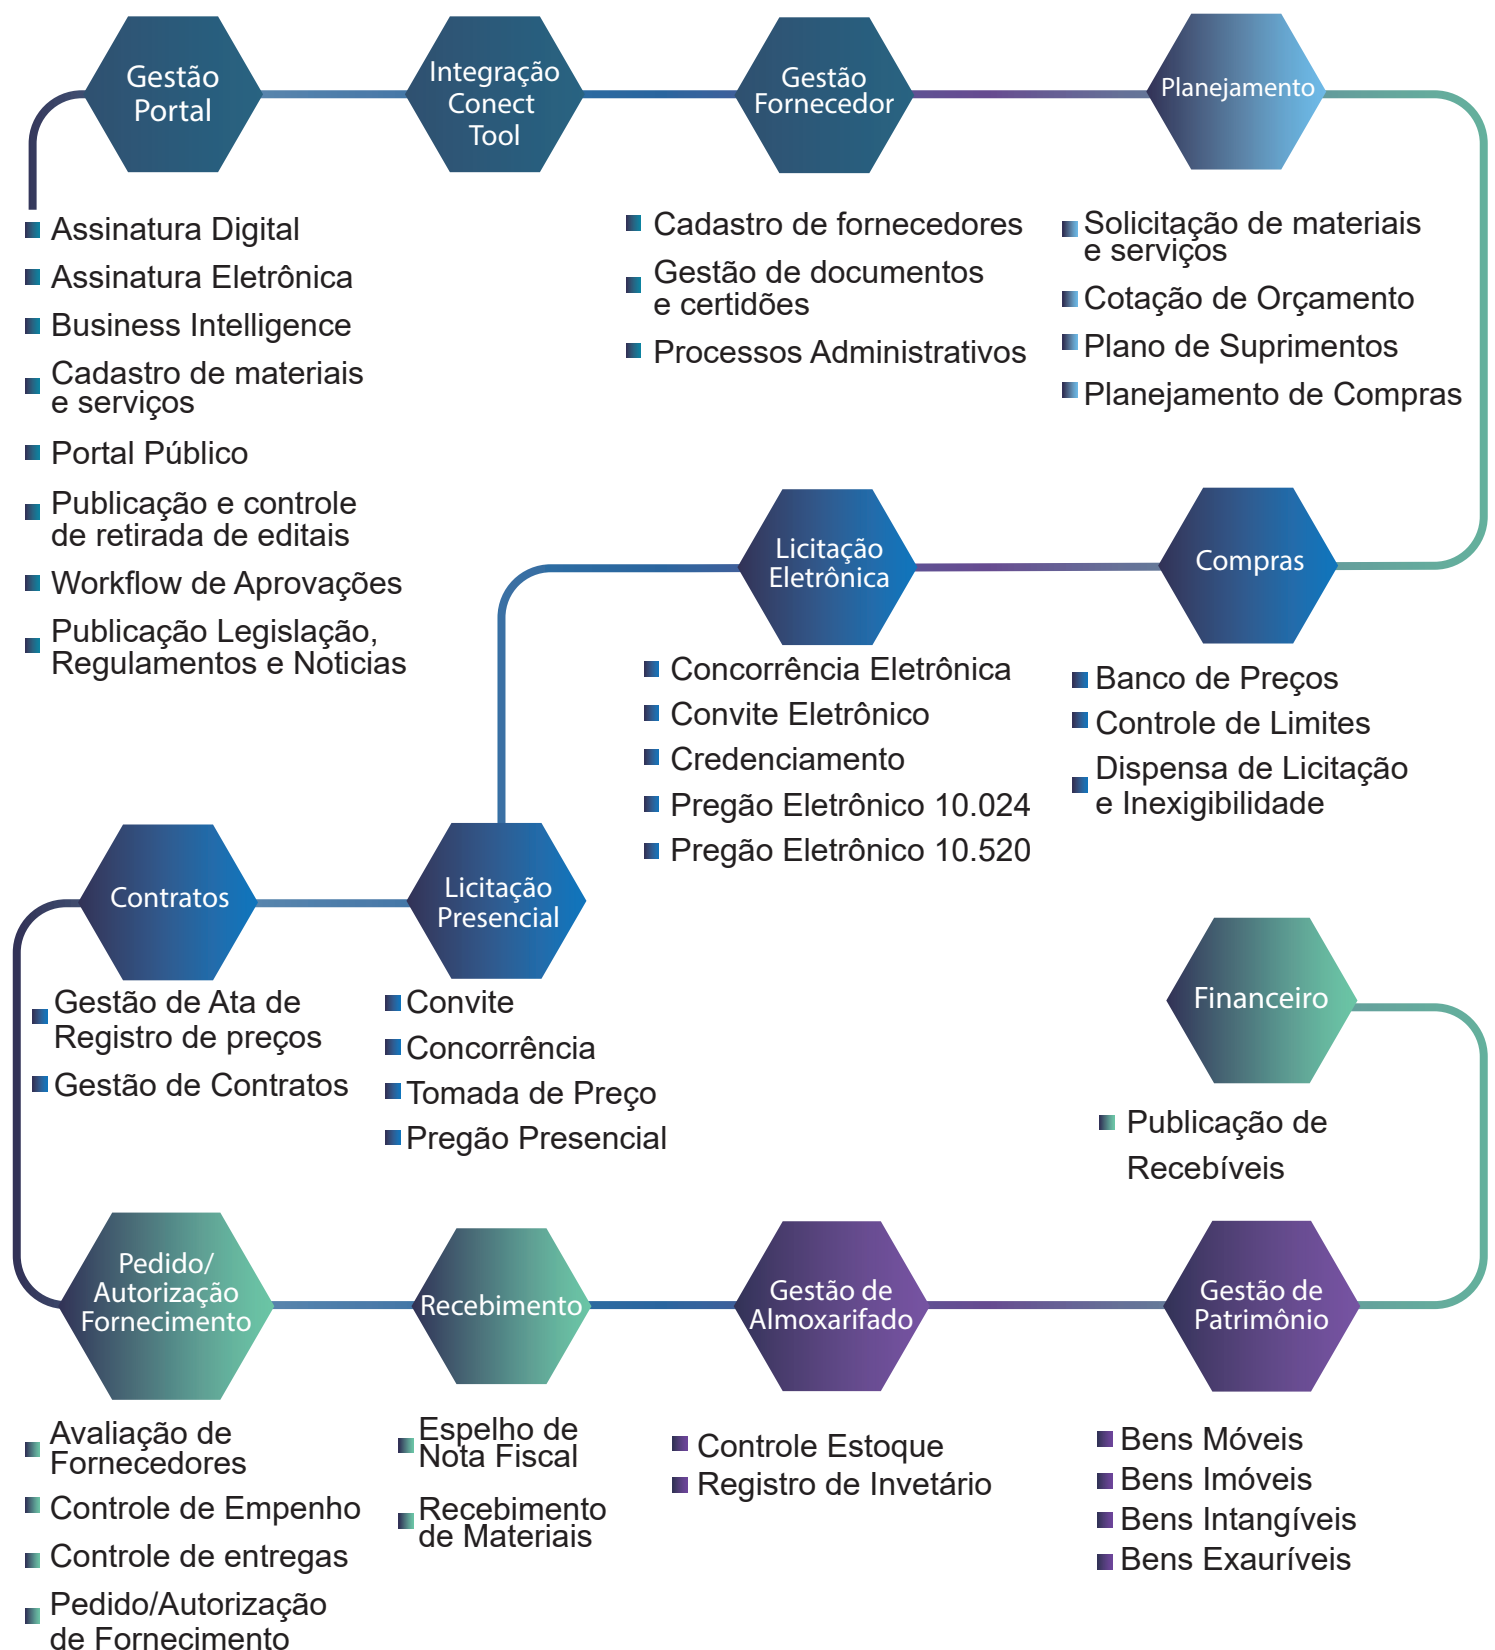 Gestão
Portal
Integração
Conect
Tool
Gestão
Fornecedor
Planejamento
Assinatura Digital
Assinatura Eletrônica
Business Intelligence
Cadastro de materiais
e serviços
Portal Público
Publicação e controle
de retirada de editais
Workflow de Aprovações
Publicação Legislação,
Regulamentos e Noticias
Cadastro de fornecedores
Gestão de documentos
e certidões
Processos Administrativos
Solicitação de materiais
e serviços
Cotação de Orçamento
Plano de Suprimentos
Planejamento de Compras
Licitação
Eletrônica
Compras
Concorrência Eletrônica
Convite Eletrônico
Credenciamento
Pregão Eletrônico 10.024
Pregão Eletrônico 10.520
Banco de Preços
Controle de Limites
Dispensa de Licitação
e Inexigibilidade
Contratos
Licitação
Presencial
Gestão de Ata de
Registro de preços
Gestão de Contratos
Convite
Concorrência
Tomada de Preço
Pregão Presencial
Financeiro
Publicação de
Recebíveis
Pedido/
Autorização
Fornecimento
Recebimento
Gestão de
Almoxarifado
Gestão de
Patrimônio
Avaliação de
Fornecedores
Controle de Empenho
Controle de entregas
Pedido/Autorização
de Fornecimento
Espelho de
Nota Fiscal
Recebimento
de Materiais
Controle Estoque
Registro de Invetário
Bens Móveis
Bens Imóveis
Bens Intangíveis
Bens Exauríveis